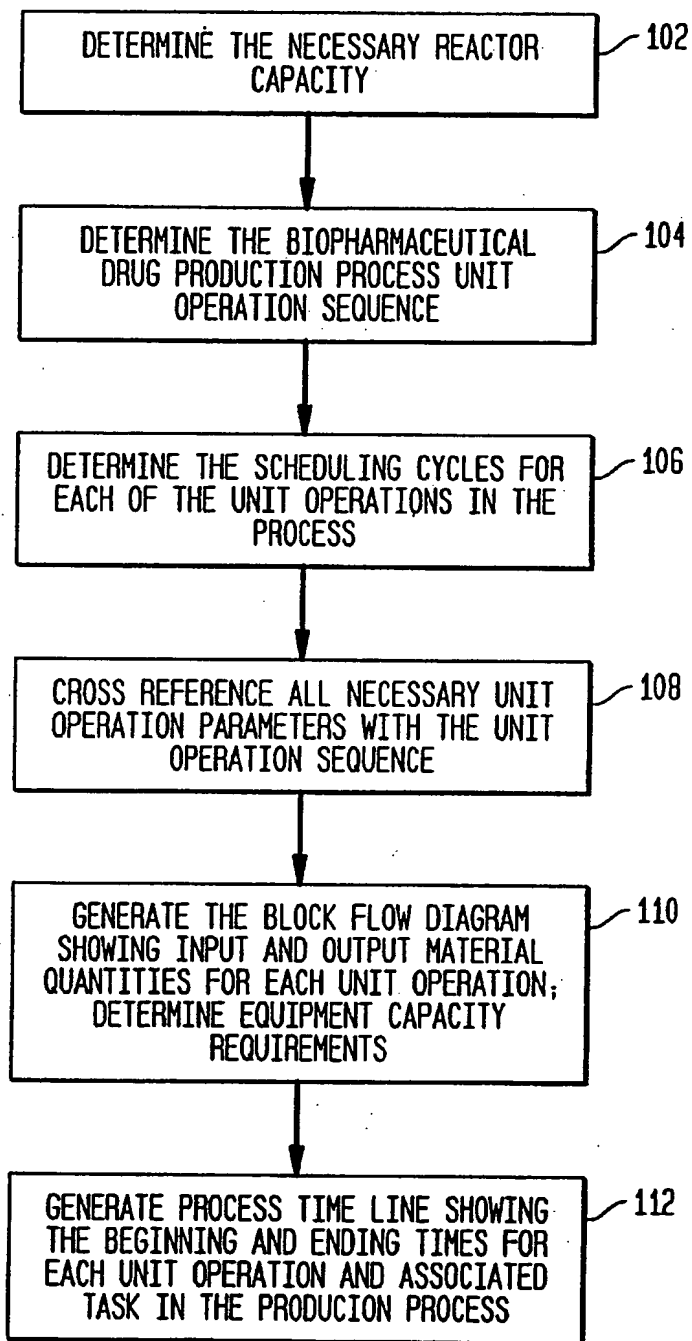 DETERMINE THE NECESSARY REACTOR
CAPACITY
102
DETERMINE THE BIOPHARMACEUTICAL
DRUG PRODUCTION PROCESS UNIT
OPERATION SEQUENCE
104
DETERMINE THE SCHEDULING CYCLES FOR
EACH OF THE UNIT OPERATIONS IN THE
PROCESS
106
CROSS REFERENCE ALL NECESSARY UNIT
OPERATION PARAMETERS WITH THE UNIT
OPERATION SEQUENCE
108
GENERATE THE BLOCK FLOW DIAGRAM
SHOWING INPUT AND OUTPUT MATERIAL
QUANTITIES FOR EACH UNIT OPERATION;
DETERMINE EQUIPMENT CAPACITY
REQUIREMENTS
110
GENERATE PROCESS TIME LINE SHOWING
THE BEGINNING AND ENDING TIMES FOR
EACH UNIT OPERATION AND ASSOCIATED
TASK IN THE PRODUCION PROCESS
112